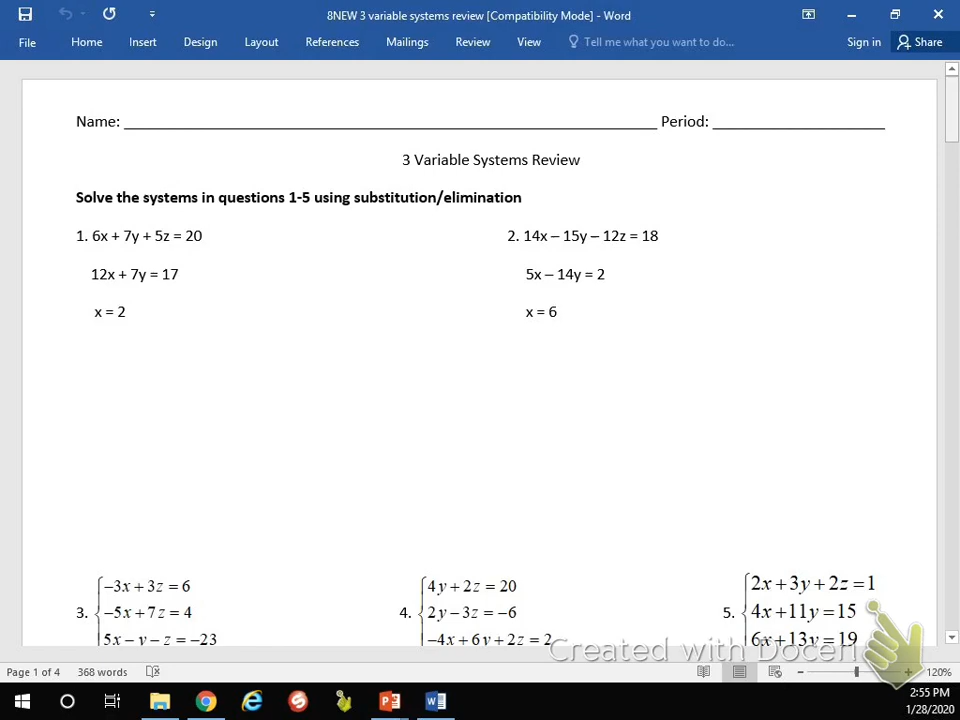 8NEW 3 variable systems review [Compatibility Mode] - Word
File Home Insert Design Layout References Mailings Review View Tell me what you want to do... Sign in Share
Name: ______________________ Period: ______________________
3 Variable Systems Review
Solve the systems in questions 1-5 using substitution/elimination
1. 6x + 7y + 5z = 20
12x + 7y = 17
x = 2
2. 14x – 15y – 12z = 18
5x – 14y = 2
x = 6
3.
−3x + 3z = 6
−5x + 7z = 4
5x − y − z = −23
4.
4y + 2z = 20
2y − 3z = −6
−4x + 6y + 2z = 2
5.
2x + 3y + 2z = 1
4x + 11y = 15
6x + 13y = 19
Created with Doceri
Page 1 of 4 368 words 120%
2:55 PM
1/28/2020